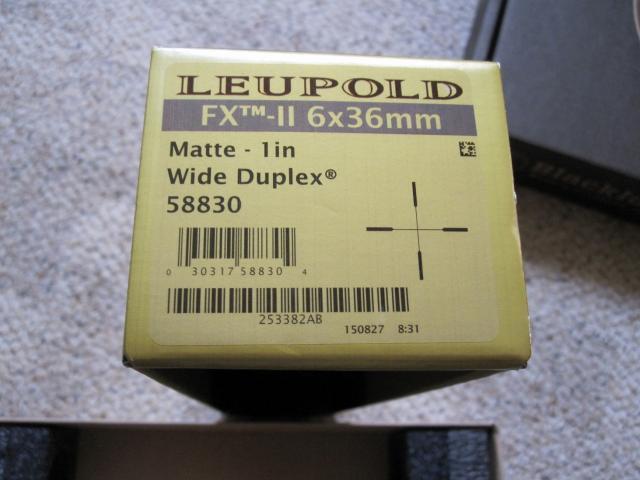 LEUPOLD
FX™-II 6x36mm
Matte - 1in
Wide Duplex®
58830
0 30317 58830 4
253382AB
150827 8:31